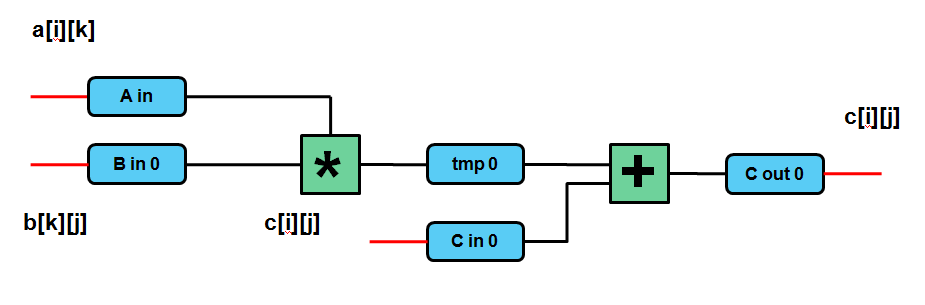 a[i][k]
A in
c[i][j]
B in 0
*
tmp 0
+
C out 0
b[k][j]
c[i][j]
C in 0